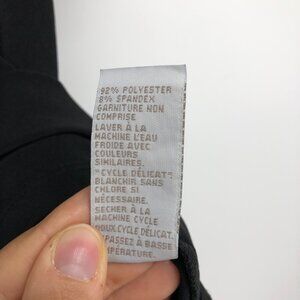 92% POLYESTER
8% SPANDEX
GARNITURE NON
COMPRISE
LAVER À LA
MACHINE L'EAU
FROIDE AVEC
COULEURS
SIMILAIRES.
"CYCLE DÉLICAT"
BLANCHIR SANS
CHLORE SI
NÉCESSAIRE.
SECHER À LA
MACHINE CYCLE
DOUX.CYCLE DÉLICAT.
REPASSEZ À BASSE
TEMPÉRATURE.